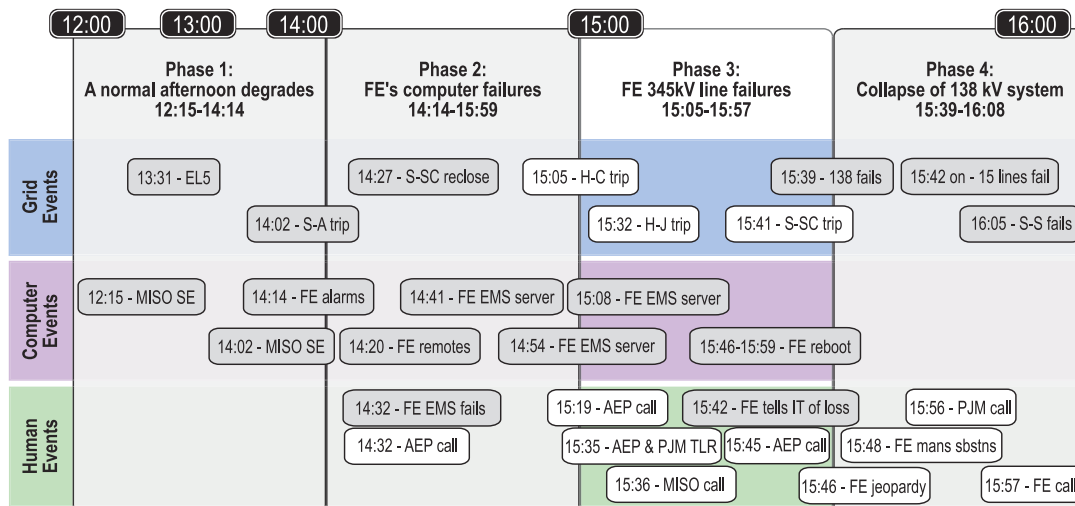 12:00
13:00
14:00
15:00
16:00
Phase 1:
A normal afternoon degrades
12:15-14:14
Phase 2:
FE's computer failures
14:14-15:59
Phase 3:
FE 345kV line failures
15:05-15:57
Phase 4:
Collapse of 138 kV system
15:39-16:08
Grid
Events
13:31 - EL5
14:27 - S-SC reclose
15:05 - H-C trip
15:39 - 138 fails
15:42 on - 15 lines fail
14:02 - S-A trip
15:32 - H-J trip
15:41 - S-SC trip
16:05 - S-S fails
Computer
Events
12:15 - MISO SE
14:14 - FE alarms
14:41 - FE EMS server
15:08 - FE EMS server
14:02 - MISO SE
14:20 - FE remotes
14:54 - FE EMS server
15:46-15:59 - FE reboot
Human
Events
14:32 - FE EMS fails
15:19 - AEP call
15:42 - FE tells IT of loss
15:56 - PJM call
14:32 - AEP call
15:35 - AEP & PJM TLR
15:45 - AEP call
15:48 - FE mans sbstns
15:36 - MISO call
15:46 - FE jeopardy
15:57 - FE call